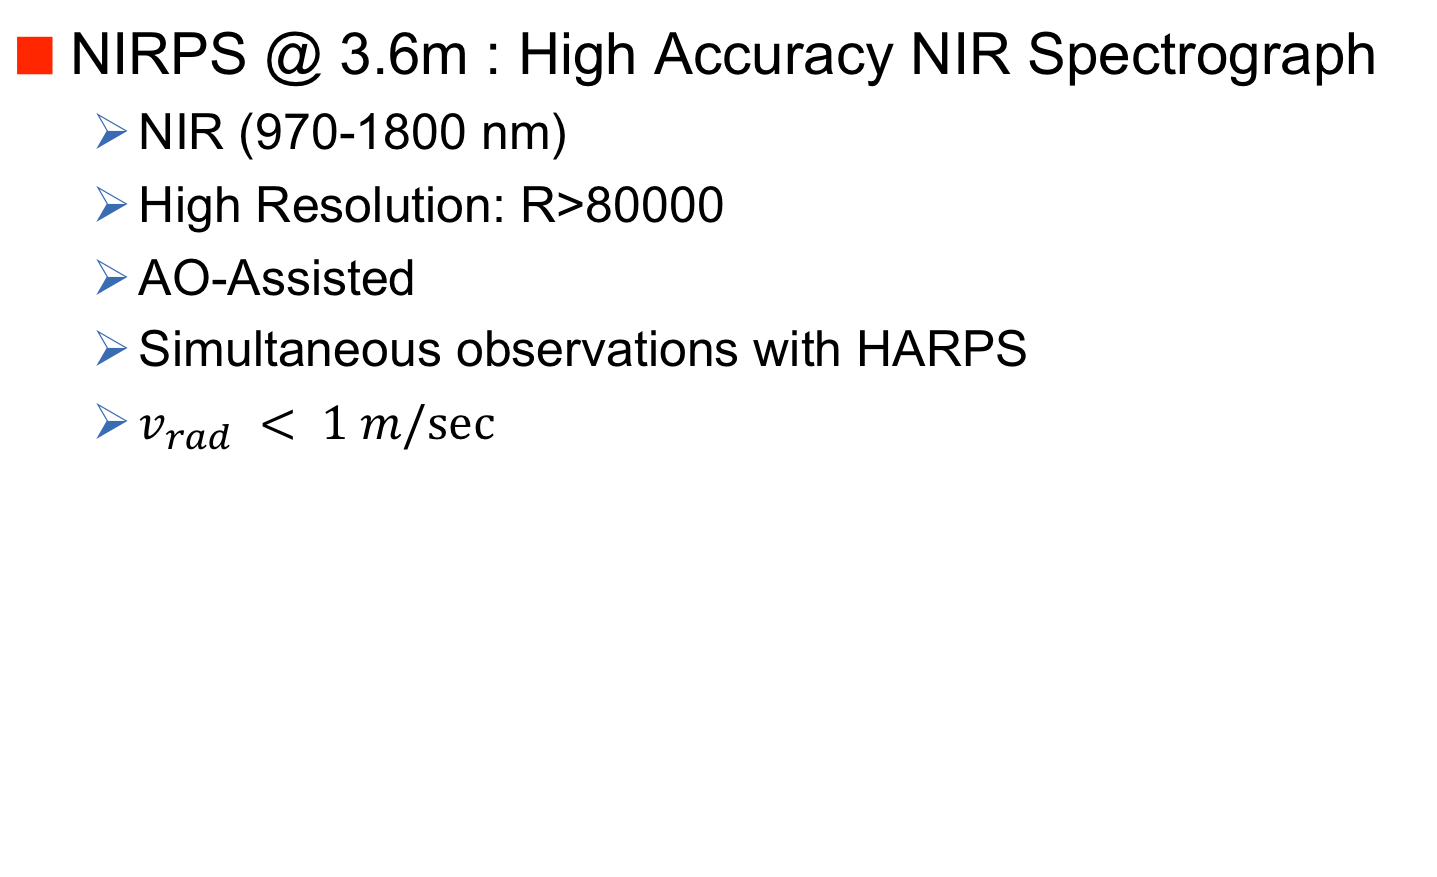 NIRPS @ 3.6m : High Accuracy NIR Spectrograph
NIR (970-1800 nm)
High Resolution: R>80000
AO-Assisted
Simultaneous observations with HARPS
v_rad < 1 m/sec